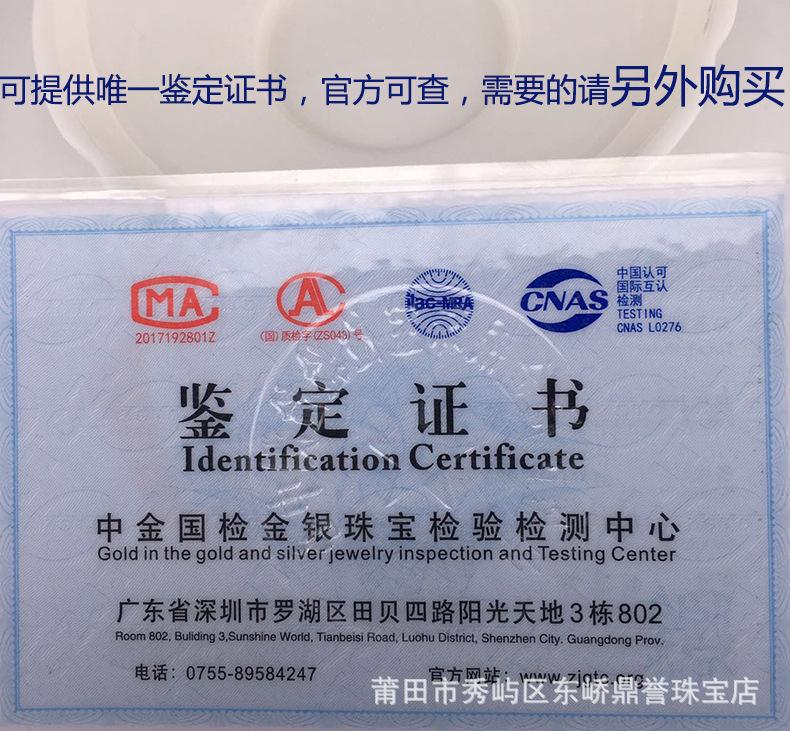 可提供唯一鉴定证书，官方可查，需要的请另外购买
MA
2017192801Z
AL
(国)质检字(ZS043)号
CNAS
中国认可
国际互认
检测
TESTING
CNAS L0276
鉴定证书
Identification Certificate
中金国检金银珠宝检验检测中心
Gold in the gold and silver jewelry inspection and Testing Center
广东省深圳市罗湖区田贝四路阳光天地3栋802
Room 802, Buliding 3,Sunshine World, Tianbeisi Road, Luohu District, Shenzhen City. Guangdong Prov.
电话：0755-89584247 官方网站：www.zjgtc.org
莆田市秀屿区东峤鼎誉珠宝店